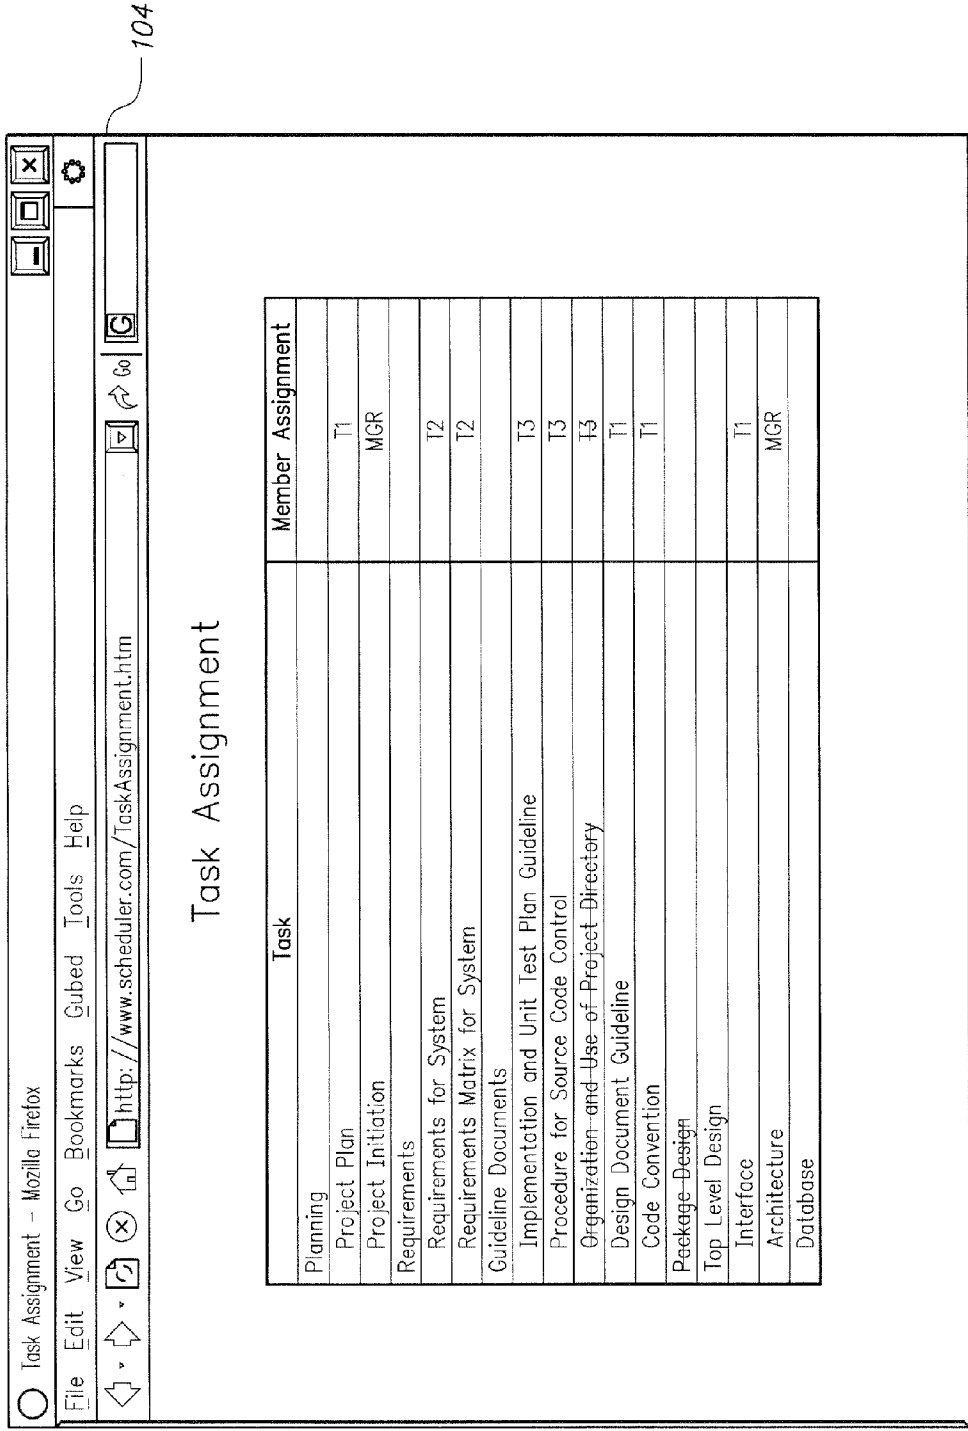 104
Task Assignment – Mozilla Firefox
File Edit View Go Bookmarks Gubed Tools Help
http://www.scheduler.com/TaskAssignment.htm Go G
Task Assignment
Task Member Assignment
Planning
Project Plan T1
Project Initiation MGR
Requirements
Requirements for System T2
Requirements Matrix for System T2
Guideline Documents
Implementation and Unit Test Plan Guideline T3
Procedure for Source Code Control T3
Organization and Use of Project Directory T3
Design Document Guideline T1
Code Convention T1
Package Design
Top Level Design
Interface T1
Architecture MGR
Database